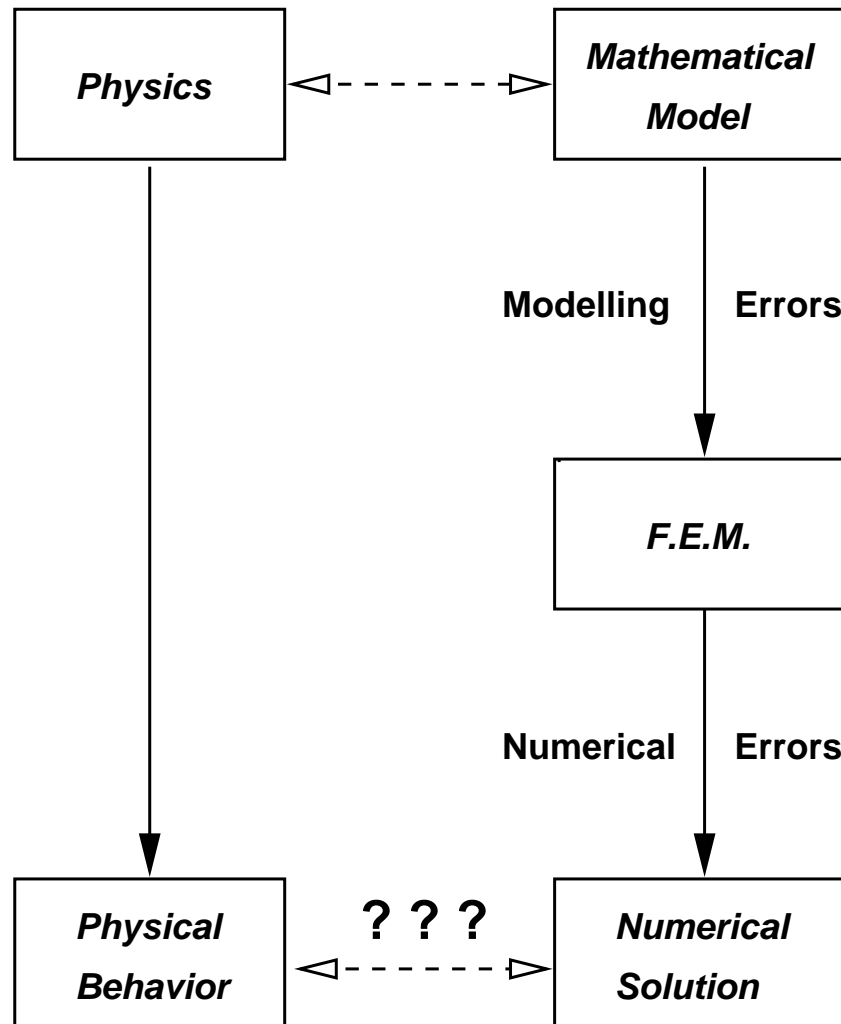 Physics
Mathematical
Model
Modelling Errors
F.E.M.
Numerical Errors
Physical
Behavior
? ? ?
Numerical
Solution